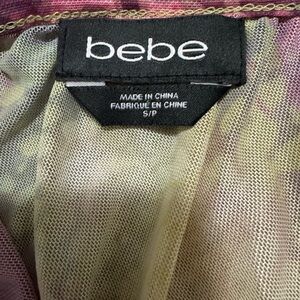 bebe
MADE IN CHINA
FABRIQUÉ EN CHINE
S/P